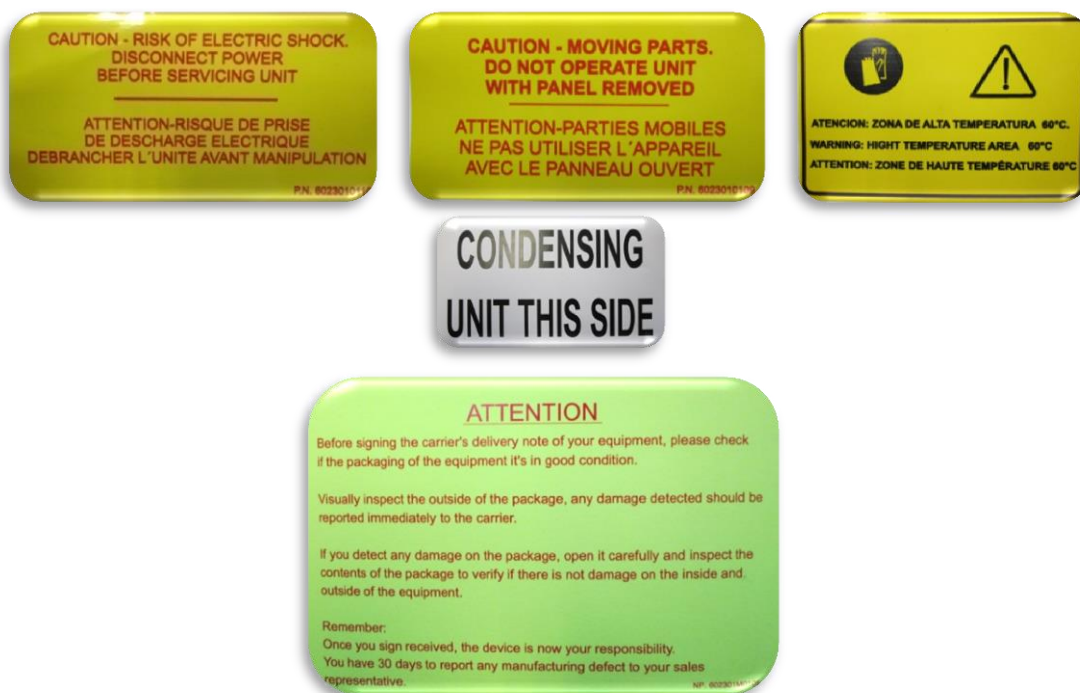 CAUTION - RISK OF ELECTRIC SHOCK.
DISCONNECT POWER
BEFORE SERVICING UNIT
ATTENTION-RISQUE DE PRISE
DE DESCHARGE ELECTRIQUE
DEBRANCHER L´UNITE AVANT MANIPULATION
P.N.
CAUTION - MOVING PARTS.
DO NOT OPERATE UNIT
WITH PANEL REMOVED
ATTENTION-PARTIES MOBILES
NE PAS UTILISER L´APPAREIL
AVEC LE PANNEAU OUVERT
P.N. 6023010109
ATENCION: ZONA DE ALTA TEMPERATURA 60°C.
WARNING: HIGHT TEMPERATURE AREA 60°C
ATTENTION: ZONE DE HAUTE TEMPÊRATURE 60°C
CONDENSING
UNIT THIS SIDE
ATTENTION
Before signing the carrier's delivery note of your equipment, please check
if the packaging of the equipment it's in good condition.
Visually inspect the outside of the package, any damage detected should be
reported immediately to the carrier.
If you detect any damage on the package, open it carefully and inspect the
contents of the package to verify if there is not damage on the inside and.
outside of the equipment.
Remember:
Once you sign received, the device is now your responsibility.
You have 30 days to report any manufacturing defect to your sales
representative.
NP.